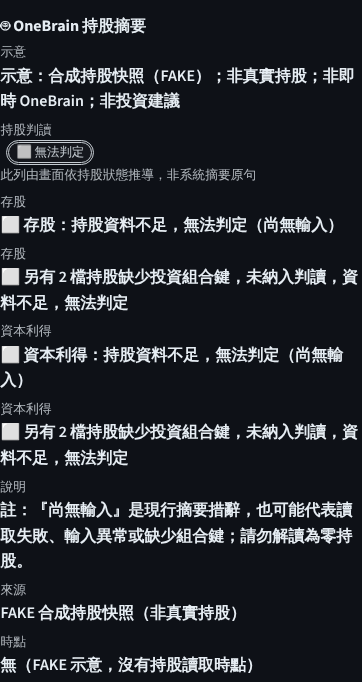 OneBrain 持股摘要
示意
示意：合成持股快照（FAKE）；非真實持股；非即
時 OneBrain；非投資建議
持股判讀
⬜ 無法判定
此列由畫面依持股狀態推導，非系統摘要原句
存股
⬜ 存股：持股資料不足，無法判定（尚無輸入）
存股
⬜ 另有 2 檔持股缺少投資組合鍵，未納入判讀，資
料不足，無法判定
資本利得
⬜ 資本利得：持股資料不足，無法判定（尚無輸
入）
資本利得
⬜ 另有 2 檔持股缺少投資組合鍵，未納入判讀，資
料不足，無法判定
說明
註：『尚無輸入』是現行摘要措辭，也可能代表讀
取失敗、輸入異常或缺少組合鍵；請勿解讀為零持
股。
來源
FAKE 合成持股快照（非真實持股）
時點
無（FAKE 示意，沒有持股讀取時點）